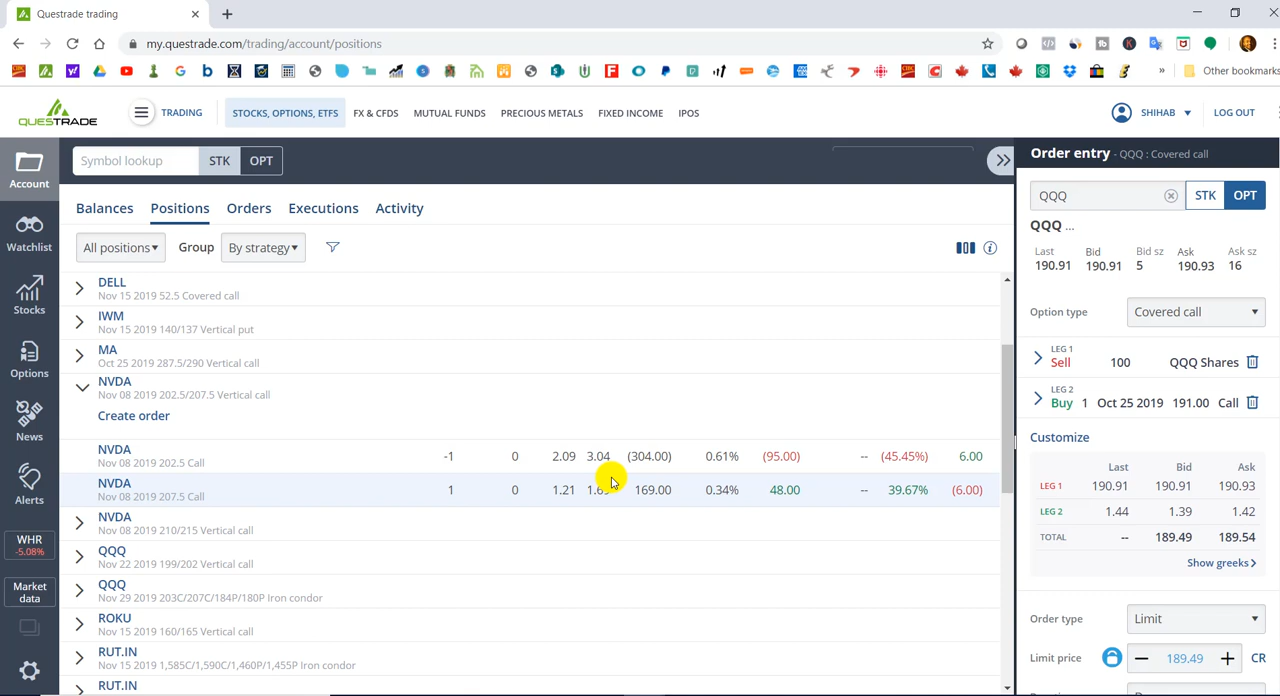 Questrade trading
my.questrade.com/trading/account/positions
Other bookmarks
QUESTRADE
TRADING
STOCKS, OPTIONS, ETFS
FX & CFDS
MUTUAL FUNDS
PRECIOUS METALS
FIXED INCOME
IPOS
SHIHAB
LOG OUT
Account
Watchlist
Stocks
Options
News
Alerts
WHR
-5.08%
Market
data
Symbol lookup
STK
OPT
Balances
Positions
Orders
Executions
Activity
All positions
Group
By strategy
DELL
Nov 15 2019 52.5 Covered call
IWM
Nov 15 2019 140/137 Vertical put
MA
Oct 25 2019 287.5/290 Vertical call
NVDA
Nov 08 2019 202.5/207.5 Vertical call
Create order
NVDA -1 0 2.09 3.04 (304.00) 0.61% (95.00) -- (45.45%) 6.00
Nov 08 2019 202.5 Call
NVDA 1 0 1.21 169.00 0.34% 48.00 -- 39.67% (6.00)
Nov 08 2019 207.5 Call
NVDA
Nov 08 2019 210/215 Vertical call
QQQ
Nov 22 2019 199/202 Vertical call
QQQ
Nov 29 2019 203C/207C/184P/180P Iron condor
ROKU
Nov 15 2019 160/165 Vertical call
RUT.IN
Nov 15 2019 1,585C/1,590C/1,460P/1,455P Iron condor
RUT.IN
Order entry - QQQ : Covered call
QQQ
STK
OPT
QQQ ...
Last Bid Bid sz Ask Ask sz
190.91 190.91 5 190.93 16
Option type Covered call
LEG 1
Sell 100 QQQ Shares
LEG 2
Buy 1 Oct 25 2019 191.00 Call
Customize
Last Bid Ask
LEG 1 190.91 190.91 190.93
LEG 2 1.44 1.39 1.42
TOTAL -- 189.49 189.54
Show greeks
Order type Limit
Limit price 189.49 CR